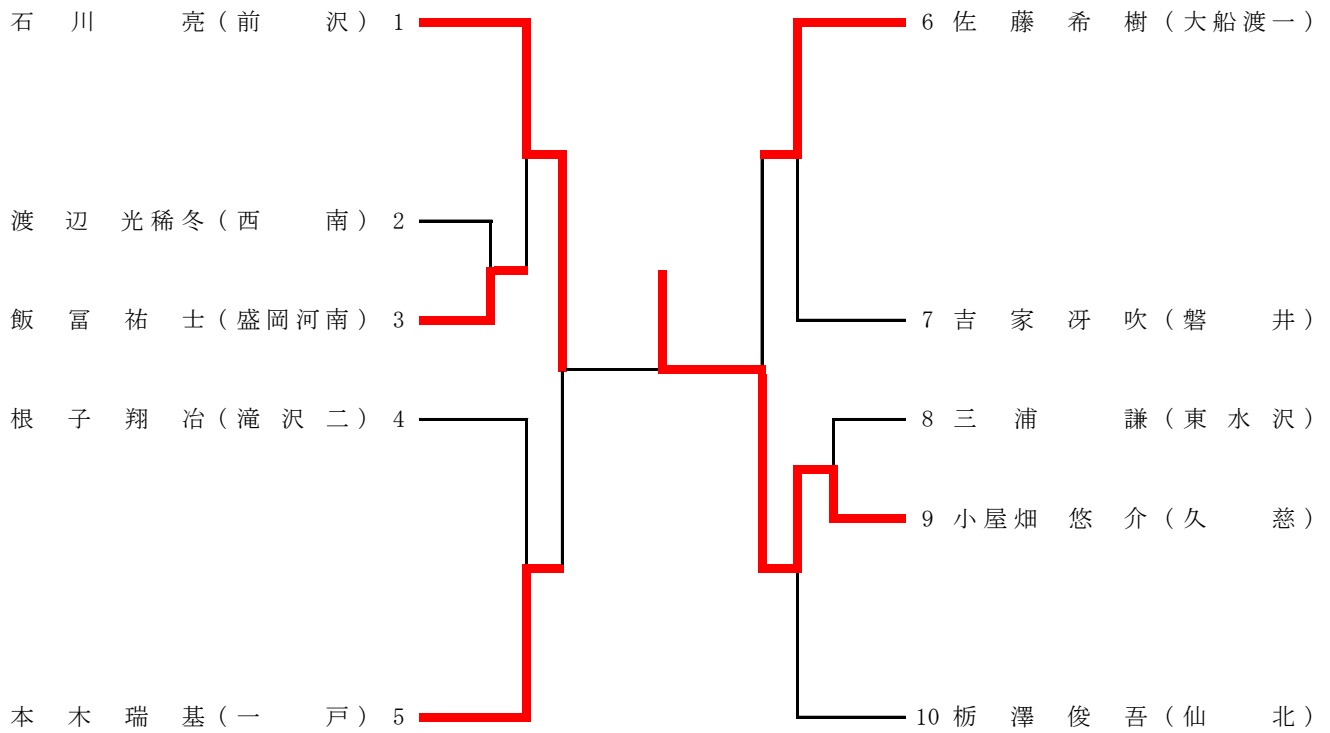 石川亮(前沢) 1
渡辺光稀冬(西南) 2
飯冨祐士(盛岡河南) 3
根子翔冶(滝沢二) 4
本木瑞基(一戸) 5
6 佐藤希樹(大船渡一)
7 吉家冴吹(磐井)
8 三浦謙(東水沢)
9 小屋畑悠介(久慈)
10 栃澤俊吾(仙北)